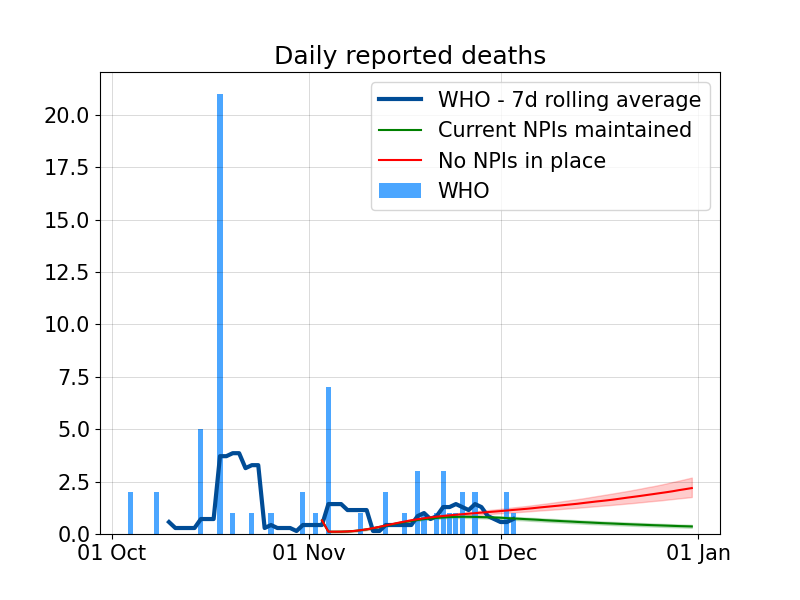 Daily reported deaths
WHO - 7d rolling average
Current NPIs maintained
No NPIs in place
WHO
20.0
17.5
15.0
12.5
10.0
7.5
5.0
2.5
0.0
01 Oct
01 Nov
01 Dec
01 Jan